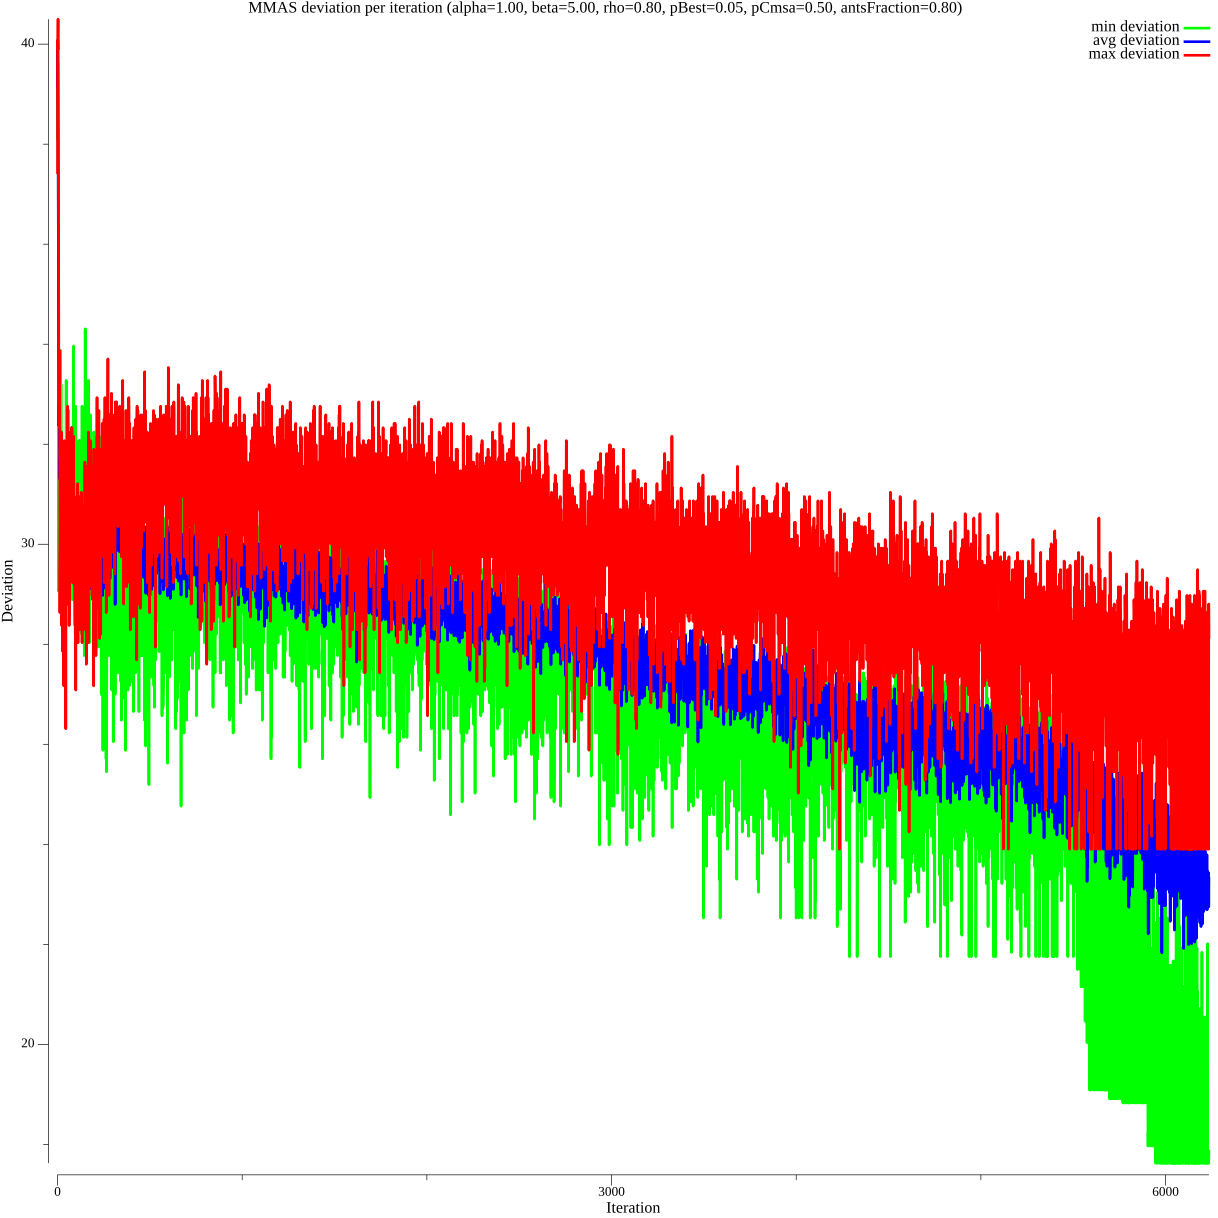 MMAS deviation per iteration (alpha=1.00, beta=5.00, rho=0.80, pBest=0.05, pCmsa=0.50, antsFraction=0.80)
min deviation
avg deviation
max deviation
40
30
20
Deviation
0
3000
6000
Iteration